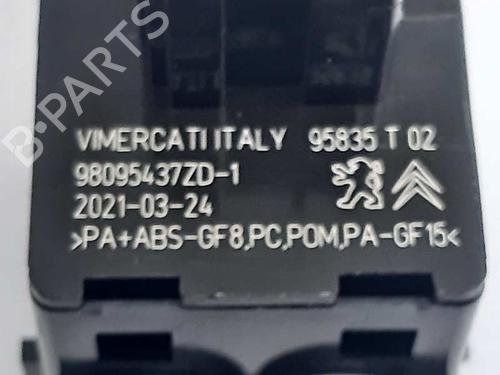 B-PARTS
VIMERCATI ITALY 95835 T 02
98095437ZD-1
2021-03-24
>PA+ABS-GF8,PC,POM,PA-GF15<